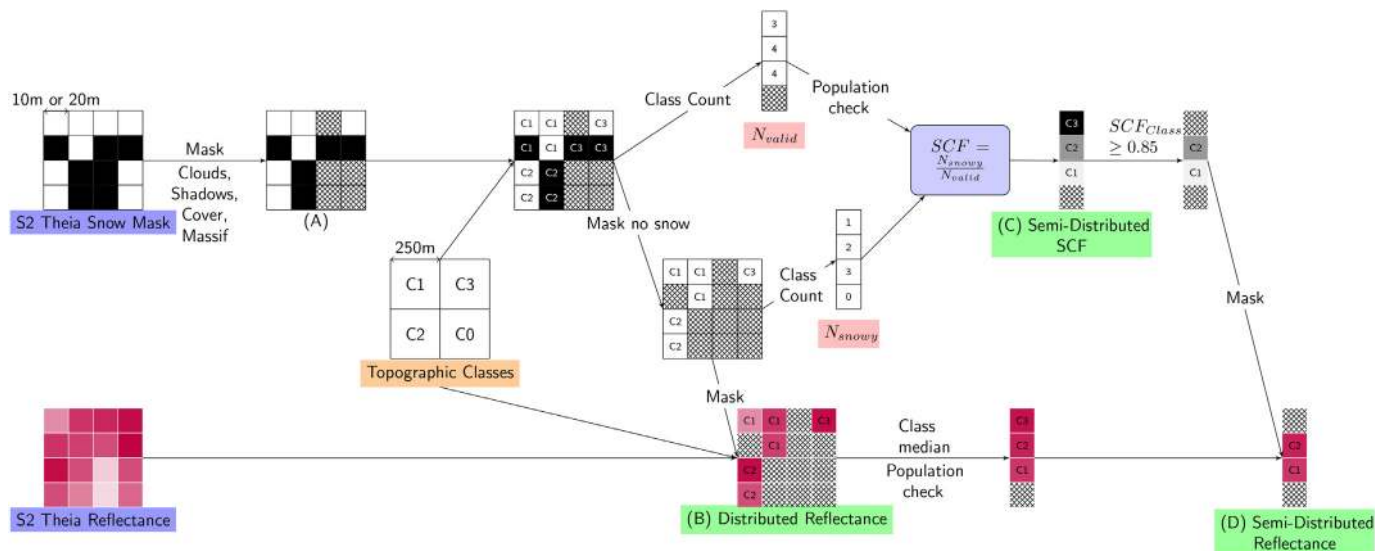 10m or 20m
S2 Theia Snow Mask
Mask
Clouds,
Shadows,
Cover,
Massif
(A)
250m
C1 C3
C2 C0
Topographic Classes
C1 C1 C3
C1 C1 C3 C3
C2 C2
C2 C2
Class Count
3
4
4
N_valid
Population
check
Mask no snow
C1 C1 C3
C1
C2
C2
Class
Count
1
2
3
0
N_snowy
SCF =
N_snowy
N_valid
C3
C2
C1
(C) Semi-Distributed
SCF
SCF_Class
≥ 0.85
C2
C1
Mask
Mask
S2 Theia Reflectance
C1 C1 C3
C1
C2
C2
(B) Distributed Reflectance
Class
median
Population
check
C3
C2
C1
C2
C1
(D) Semi-Distributed
Reflectance